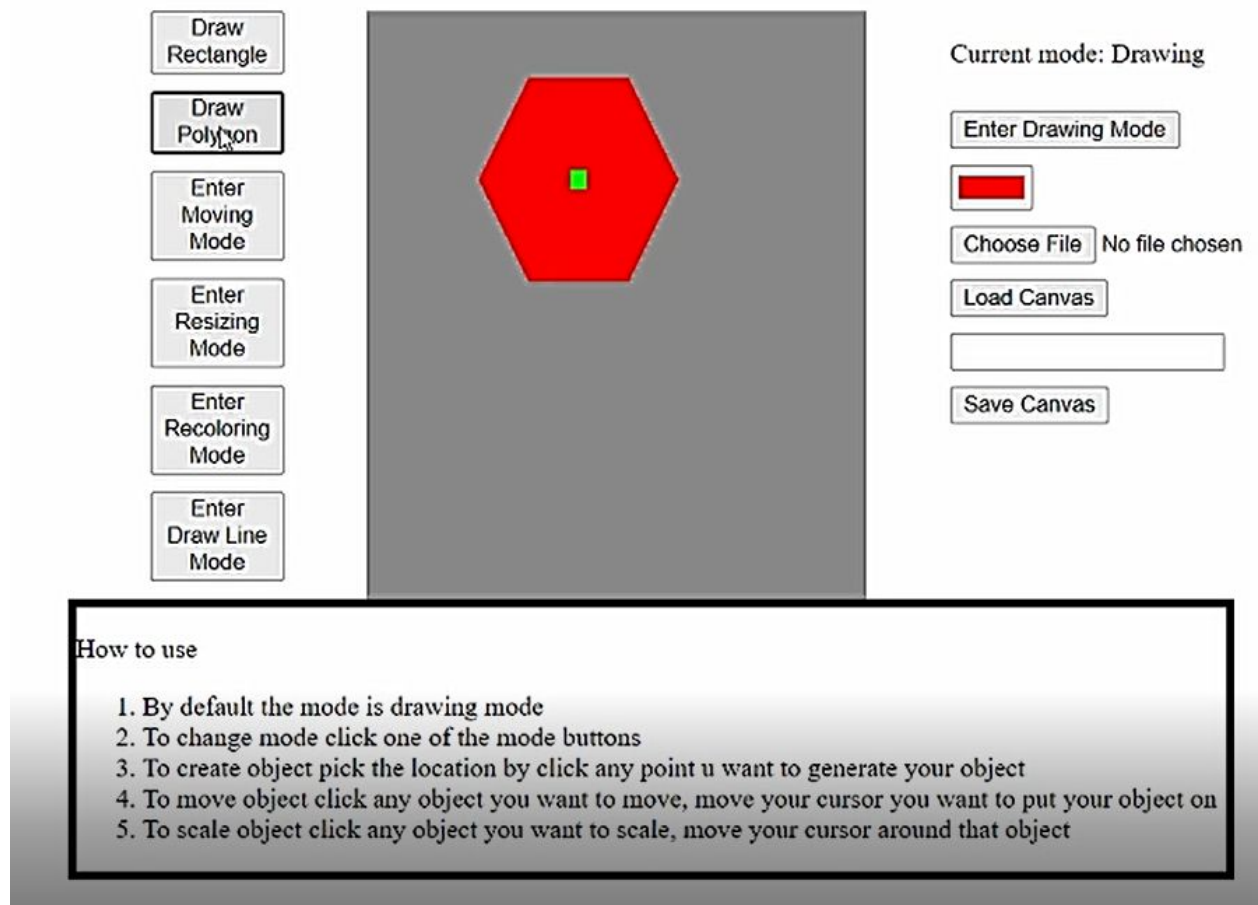 Draw
Rectangle
Draw
Polygon
Enter
Moving
Mode
Enter
Resizing
Mode
Enter
Recoloring
Mode
Enter
Draw Line
Mode
Current mode: Drawing
Enter Drawing Mode
Choose File No file chosen
Load Canvas
Save Canvas
How to use
1. By default the mode is drawing mode
2. To change mode click one of the mode buttons
3. To create object pick the location by click any point u want to generate your object
4. To move object click any object you want to move, move your cursor you want to put your object on
5. To scale object click any object you want to scale, move your cursor around that object